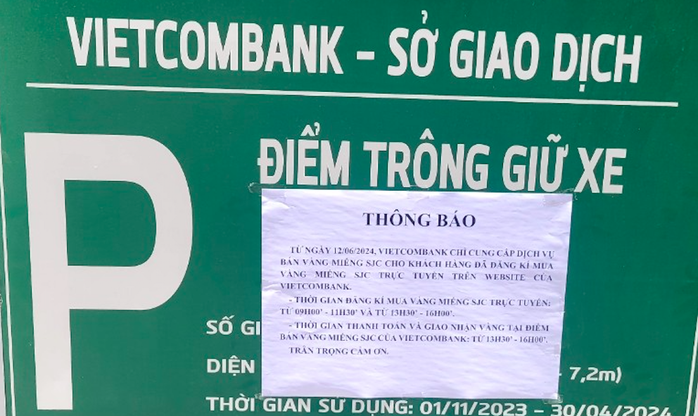 VIETCOMBANK - SỞ GIAO DỊCH
P
ĐIỂM TRÔNG GIỮ XE
THÔNG BÁO
TỪ NGÀY 12/06/2024, VIETCOMBANK CHỈ CUNG CẤP DỊCH VỤ
BÁN VÀNG MIẾNG SJC CHO KHÁCH HÀNG ĐÃ ĐĂNG KÍ MUA
VÀNG MIẾNG SJC TRỰC TUYẾN TRÊN WEBSITE CỦA
VIETCOMBANK.
- THỜI GIAN ĐĂNG KÍ MUA VÀNG MIẾNG SJC TRỰC TUYẾN:
TỪ 09H00' - 11H30' VÀ TỪ 13H30' - 16H00'.
- THỜI GIAN THANH TOÁN VÀ GIAO NHẬN VÀNG TẠI ĐIỂM
BÁN VÀNG MIẾNG SJC CỦA VIETCOMBANK: TỪ 13H30' - 16H00'.
TRÂN TRỌNG CẢM ƠN.
SỐ
DIỆN 7,2m)
THỜI GIAN SỬ DỤNG: 01/11/2023 - 30/04/2024